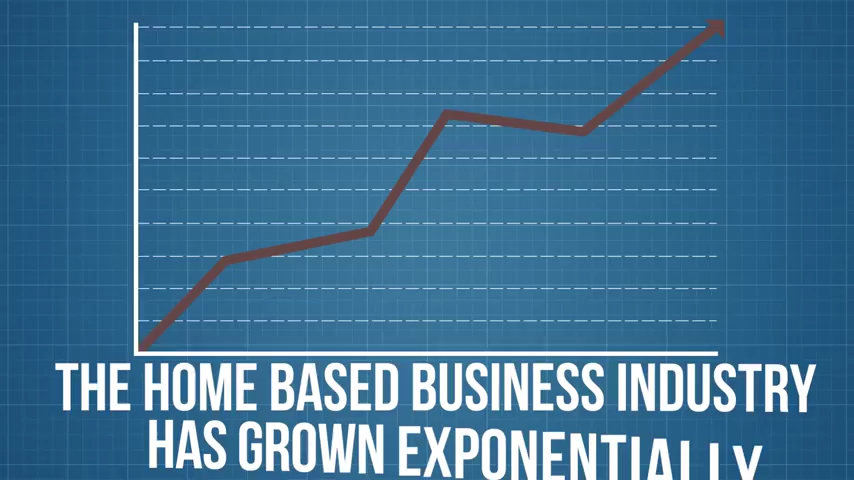 THE HOME BASED BUSINESS INDUSTRY
HAS GROWN EXPONENTIALLY